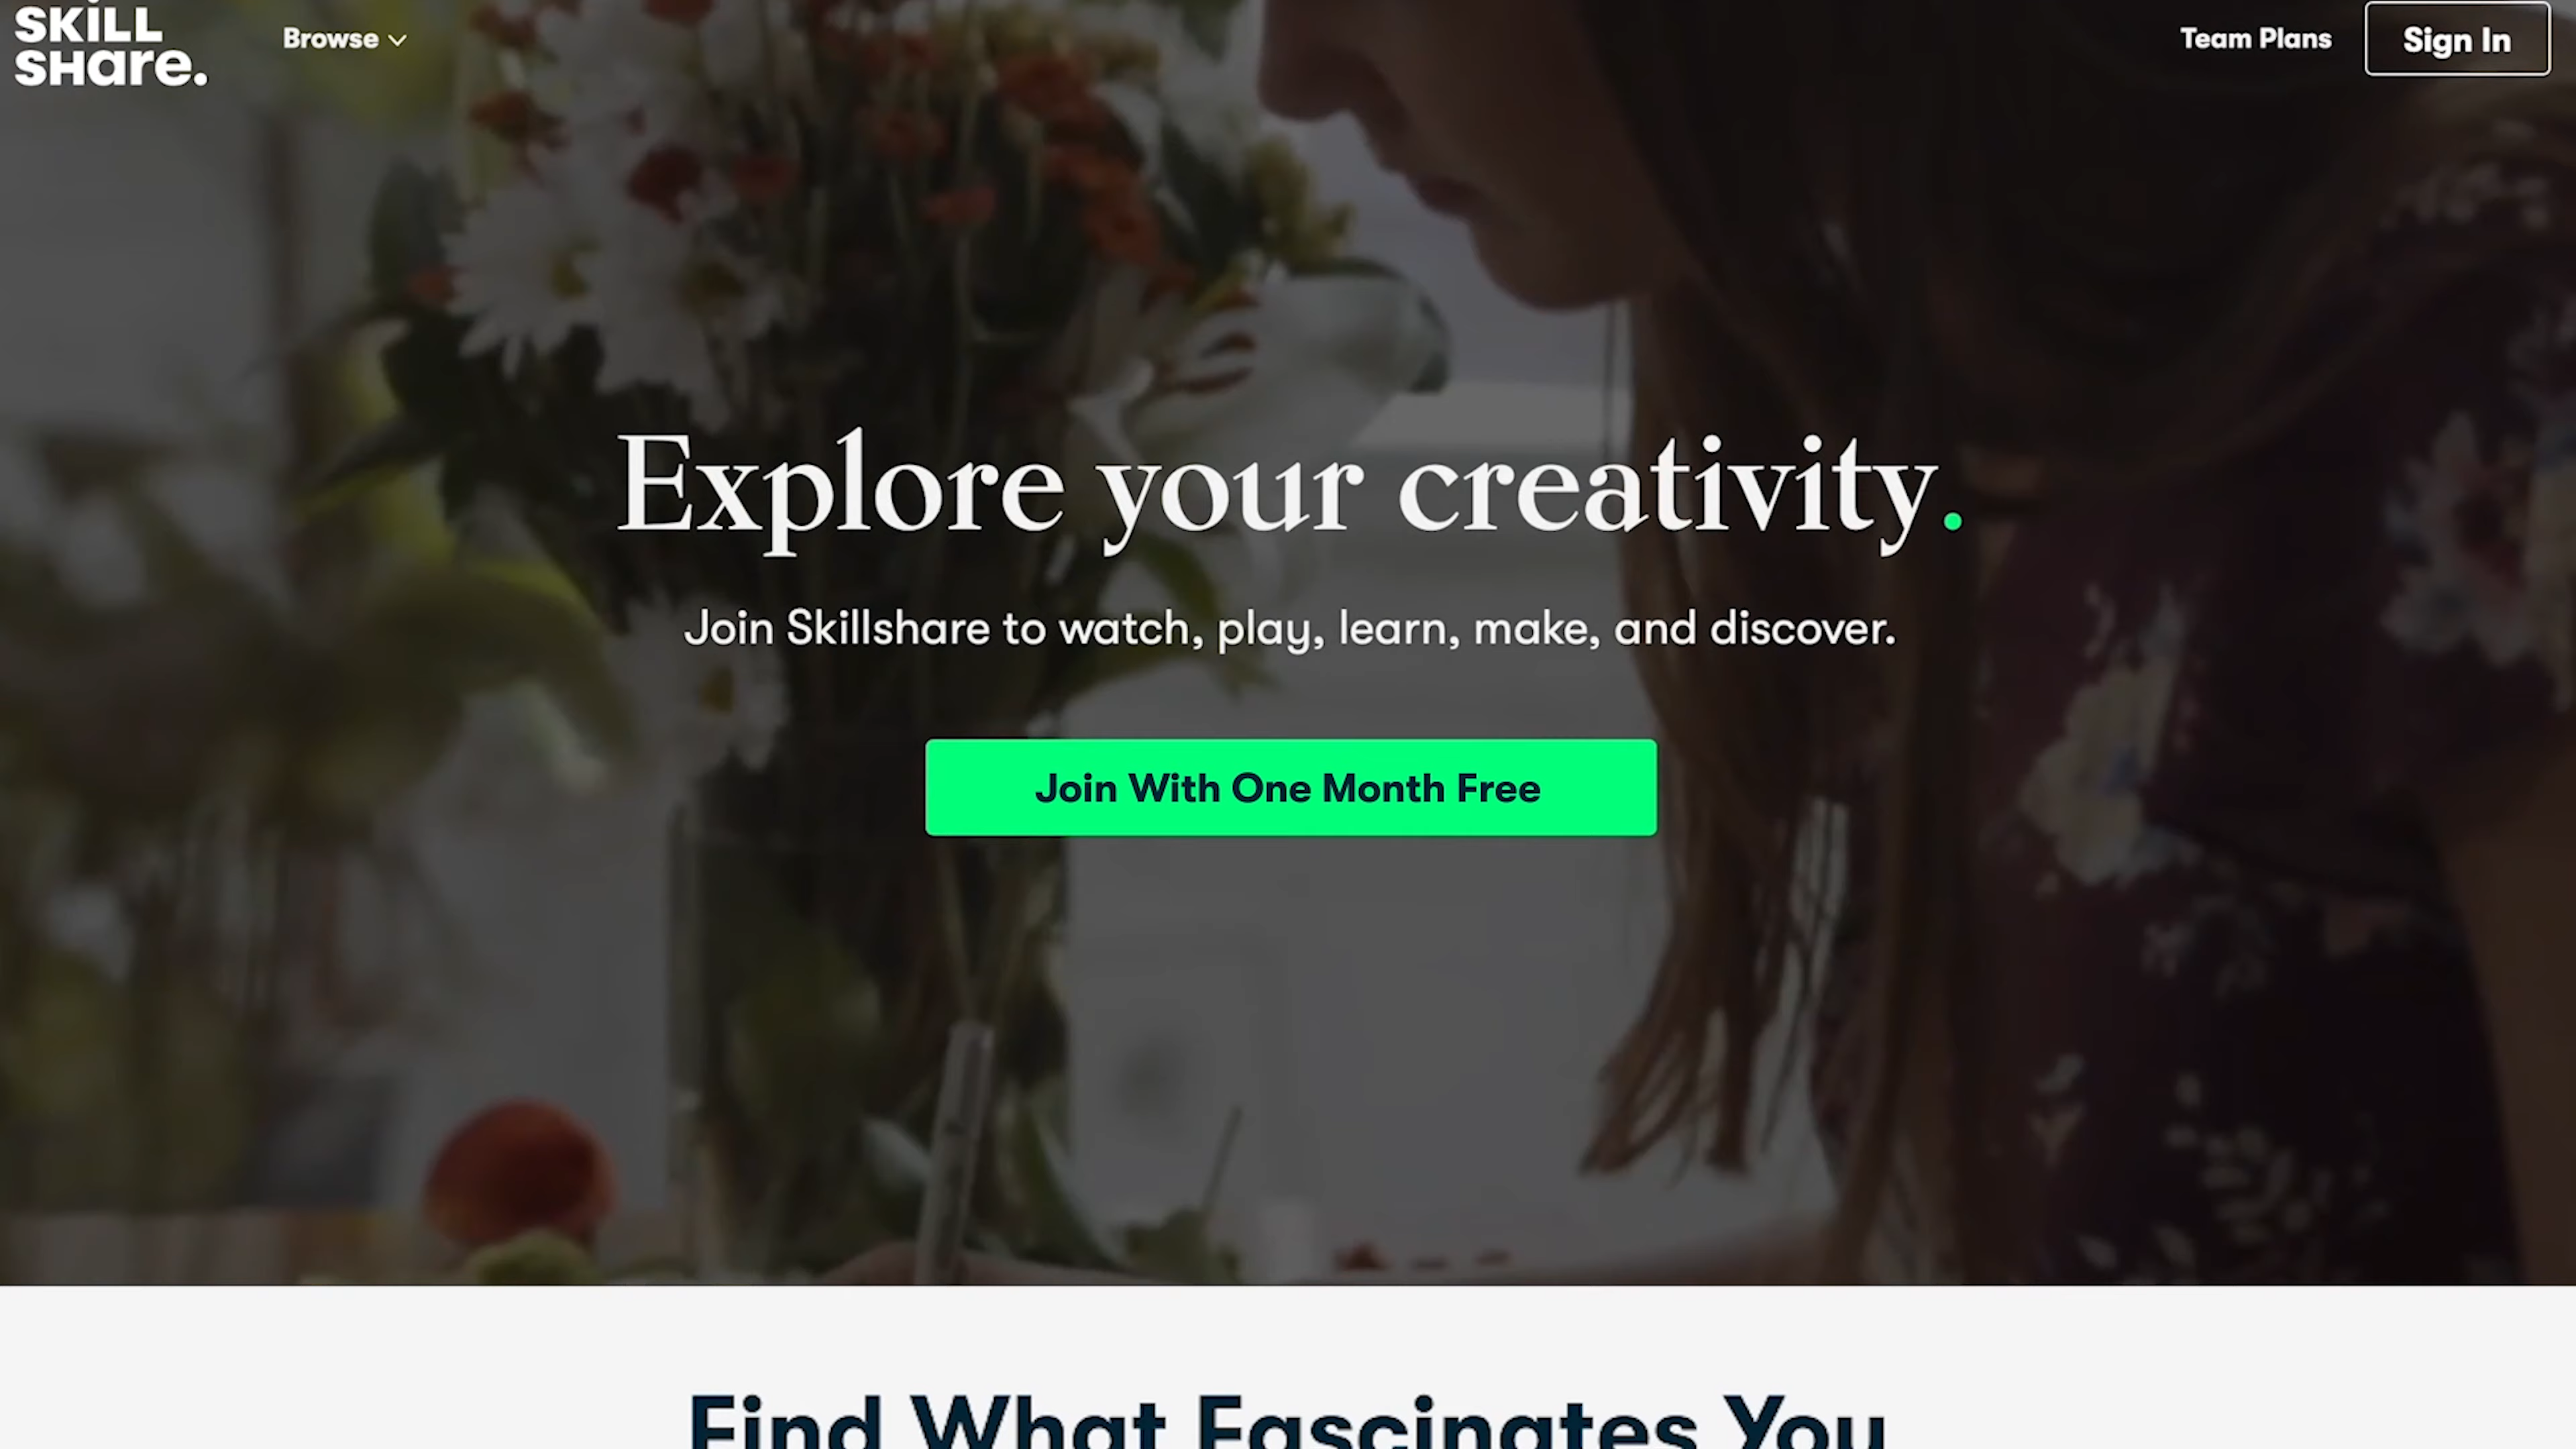 SKILL
SHare.
Browse
Team Plans
Sign In
Explore your creativity.
Join Skillshare to watch, play, learn, make, and discover.
Join With One Month Free
Find What Fascinates You